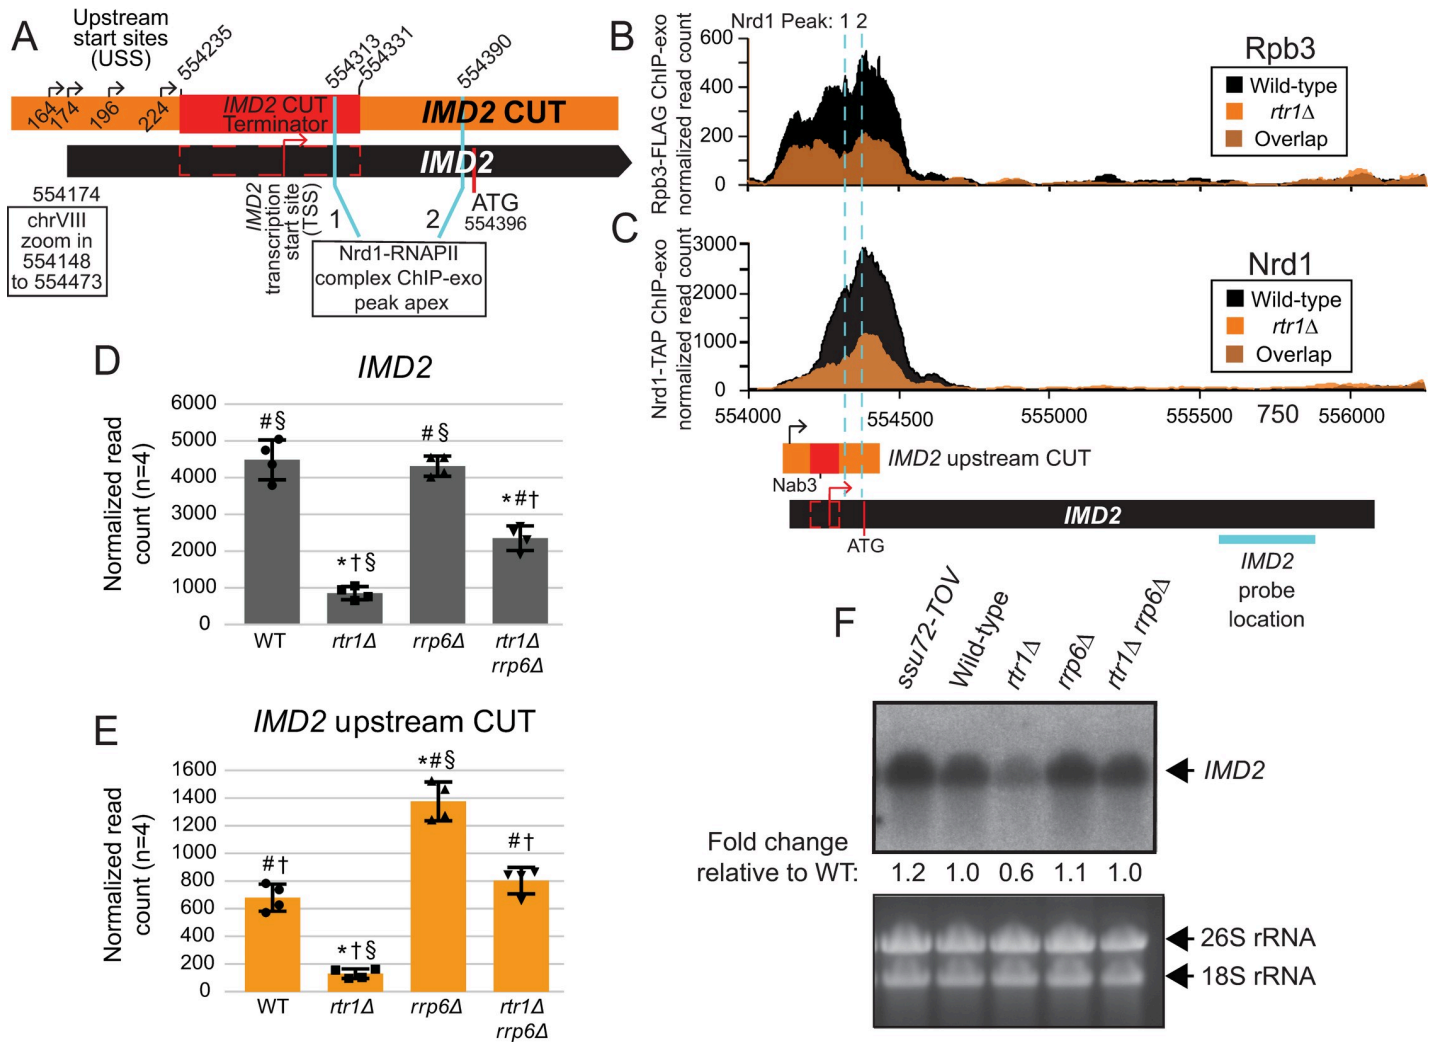 A
Upstream
start sites
(USS)
554235
554313
554331
554390
164
174
196
224
IMD2 CUT
Terminator
IMD2 CUT
IMD2
554174
chrVIII
zoom in
554148
to 554473
IMD2
transcription
start site
(TSS)
1
2
ATG
554396
Nrd1-RNAPII
complex ChIP-exo
peak apex
B
Nrd1 Peak: 1 2
Rpb3-FLAG ChIP-exo
normalized read count
600
400
200
0
Rpb3
Wild-type
rtr1Δ
Overlap
C
Nrd1-TAP ChIP-exo
normalized read count
3000
2000
1000
0
Nrd1
Wild-type
rtr1Δ
Overlap
554000
554500
555000
555500
750
556000
IMD2 upstream CUT
Nab3
IMD2
ATG
IMD2
probe
location
D
IMD2
Normalized read
count (n=4)
6000
5000
4000
3000
2000
1000
0
#§
*†§
#§
*#†
WT
rtr1Δ
rrp6Δ
rtr1Δ
rrp6Δ
E
IMD2 upstream CUT
Normalized read
count (n=4)
1600
1400
1200
1000
800
600
400
200
0
#†
*†§
*#§
#†
WT
rtr1Δ
rrp6Δ
rtr1Δ
rrp6Δ
F
ssu72-TOV
Wild-type
rtr1Δ
rrp6Δ
rtr1Δ rrp6Δ
IMD2
Fold change
relative to WT:
1.2 1.0 0.6 1.1 1.0
26S rRNA
18S rRNA